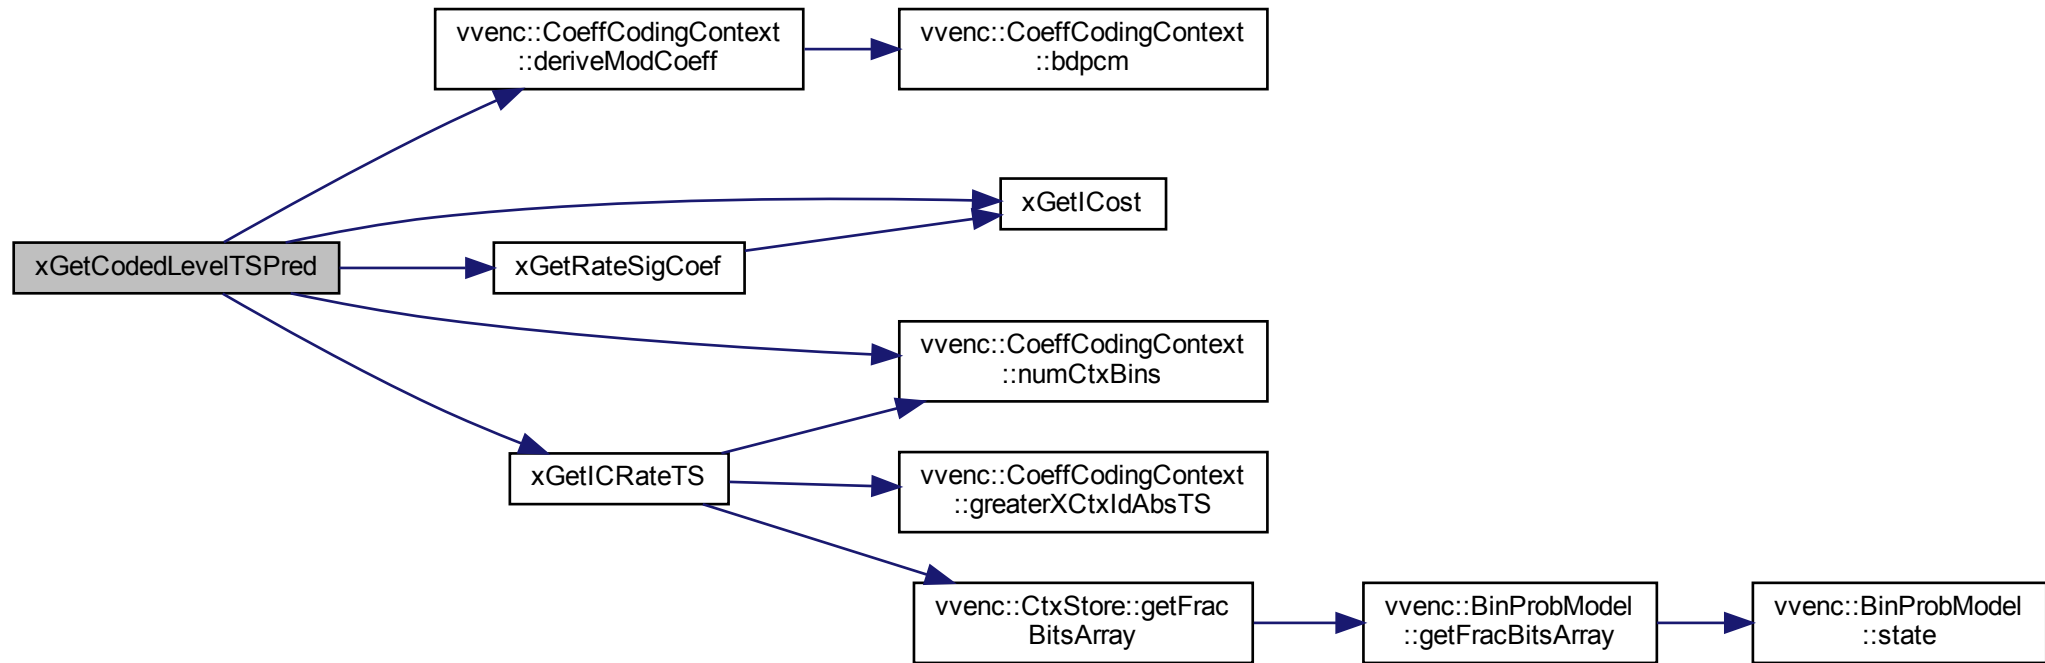 vvenc::CoeffCodingContext
::deriveModCoeff
vvenc::CoeffCodingContext
::bdpcm
xGetICost
xGetCodedLevelTSPred
xGetRateSigCoef
vvenc::CoeffCodingContext
::numCtxBins
xGetICRateTS
vvenc::CoeffCodingContext
::greaterXCtxIdAbsTS
vvenc::CtxStore::getFrac
BitsArray
vvenc::BinProbModel
::getFracBitsArray
vvenc::BinProbModel
::state